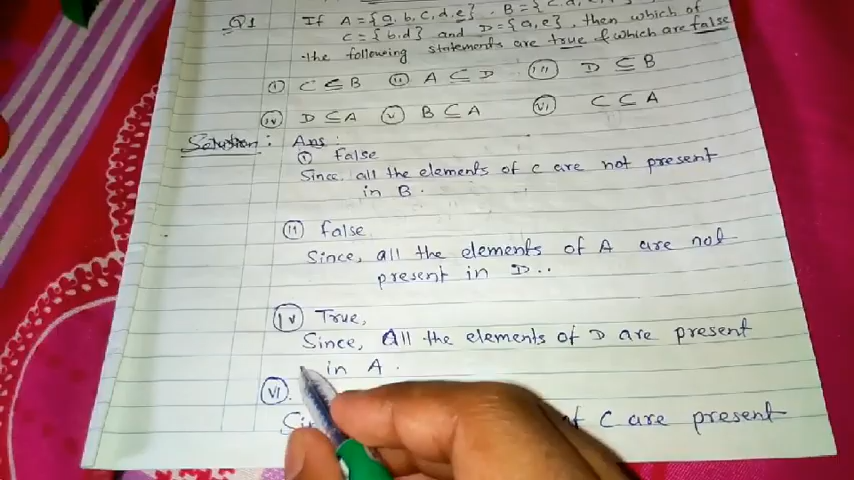 Q1 If A = {a, b, c, d, e}, B = {c, d,
C = {b, d} and D = {a, e}, then which of
the following statements are true & which are false
(i) C ⊆ B (ii) A ⊆ D (iii) D ⊆ B
(iv) D ⊆ A (v) B ⊆ A (vi) C ⊂ A
Solution: Ans:
(i) False
Since, all the elements of C are not present
in B.
(ii) False
Since, all the elements of A are not
present in D..
(iv) True,
Since, All the elements of D are present
in A.
(vi).
C are present